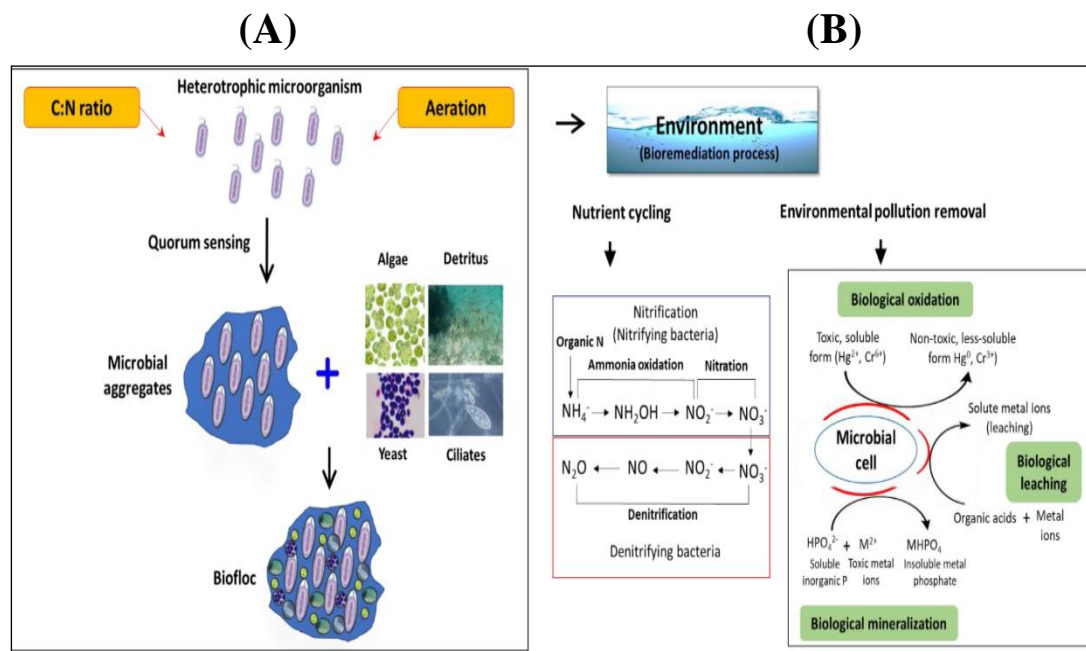 (A)
(B)
C:N ratio
Heterotrophic microorganism
Aeration
Quorum sensing
Microbial
aggregates
+
Algae
Detritus
Yeast
Ciliates
Biofloc
Environment
(Bioremediation process)
Nutrient cycling
Environmental pollution removal
Nitrification
(Nitrifying bacteria)
Organic N
Ammonia oxidation
Nitration
NH₄⁻ → NH₂OH → NO₂⁻ → NO₃⁻
N₂O ← NO ← NO₂⁻ ← NO₃⁻
Denitrification
Denitrifying bacteria
Biological oxidation
Toxic, soluble
form (Hg²⁺, Cr⁶⁺)
Non-toxic, less-soluble
form Hg⁰, Cr³⁺)
Microbial
cell
Solute metal ions
(leaching)
Biological
leaching
Organic acids + Metal
ions
HPO₄²⁻ + M²⁺
Soluble
inorganic P
Toxic metal
ions
MHPO₄
Insoluble metal
phosphate
Biological mineralization